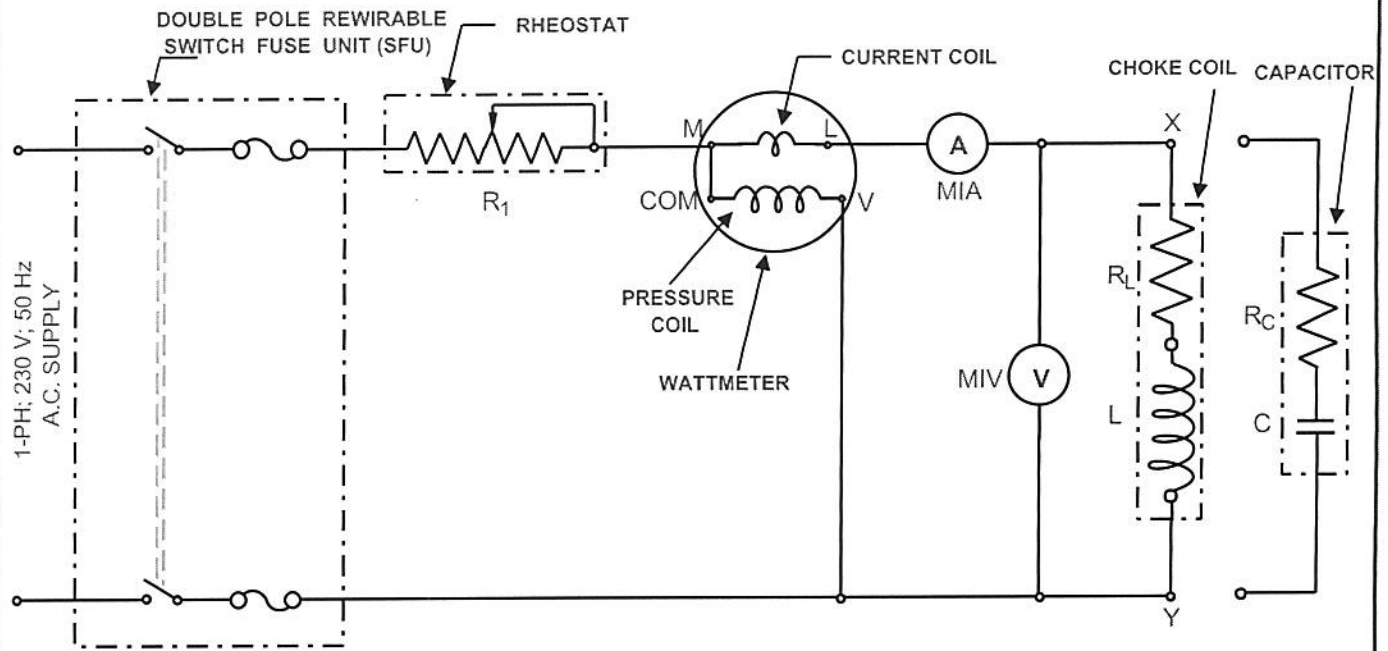 DOUBLE POLE REWIRABLE
SWITCH FUSE UNIT (SFU)
RHEOSTAT
CURRENT COIL
CHOKE COIL
CAPACITOR
M
L
A
MIA
X
R1
COM
V
PRESSURE
COIL
WATTMETER
1-PH; 230 V; 50 Hz
A.C. SUPPLY
MIV
V
RL
L
RC
C
Y